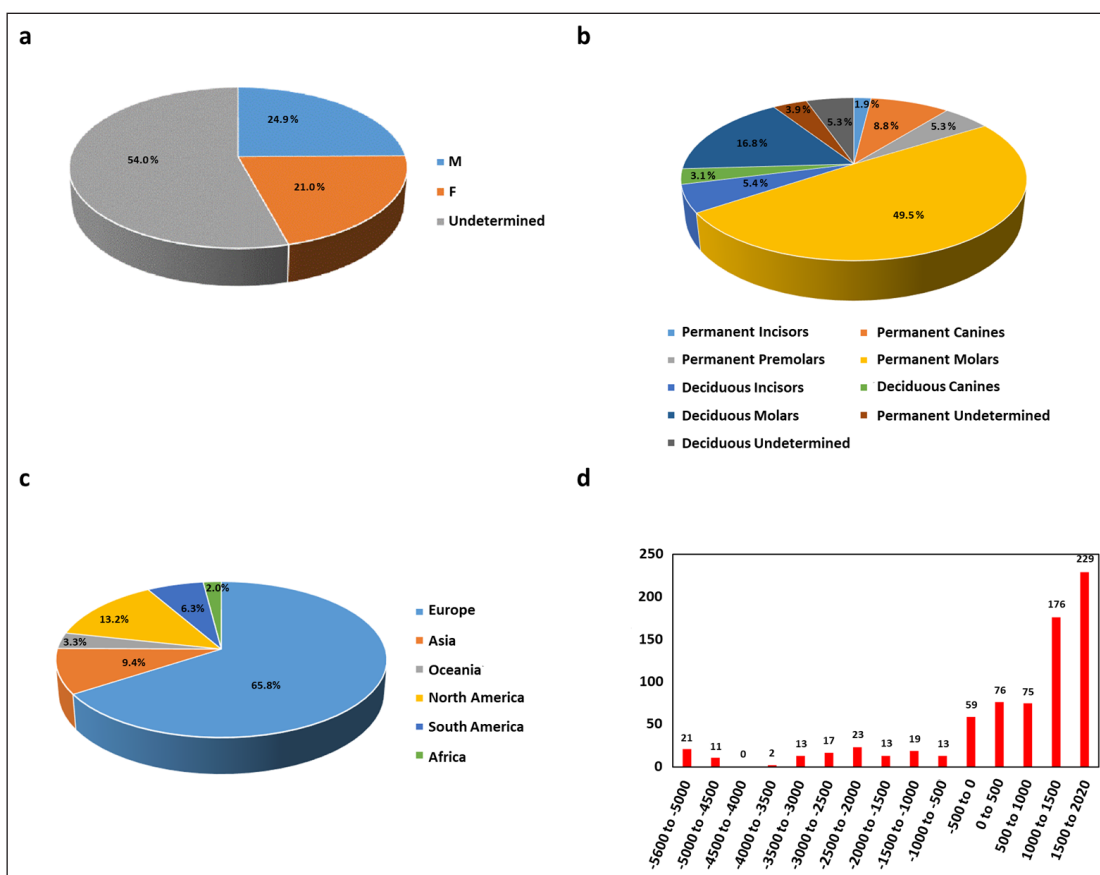 a
24.9%
54.0%
21.0%
M
F
Undetermined
b
3.9%
5.3%
1.9%
8.8%
5.3%
16.8%
3.1%
5.4%
49.5%
Permanent Incisors
Permanent Canines
Permanent Premolars
Permanent Molars
Deciduous Incisors
Deciduous Canines
Deciduous Molars
Permanent Undetermined
Deciduous Undetermined
c
2.0%
6.3%
13.2%
3.3%
9.4%
65.8%
Europe
Asia
Oceania
North America
South America
Africa
d
250
200
150
100
50
0
21
11
0
2
13
17
23
13
19
13
59
76
75
176
229
-5600 to -5000
-5000 to -4500
-4500 to -4000
-4000 to -3500
-3500 to -3000
-3000 to -2500
-2500 to -2000
-2000 to -1500
-1500 to -1000
-1000 to -500
-500 to 0
0 to 500
500 to 1000
1000 to 1500
1500 to 2020